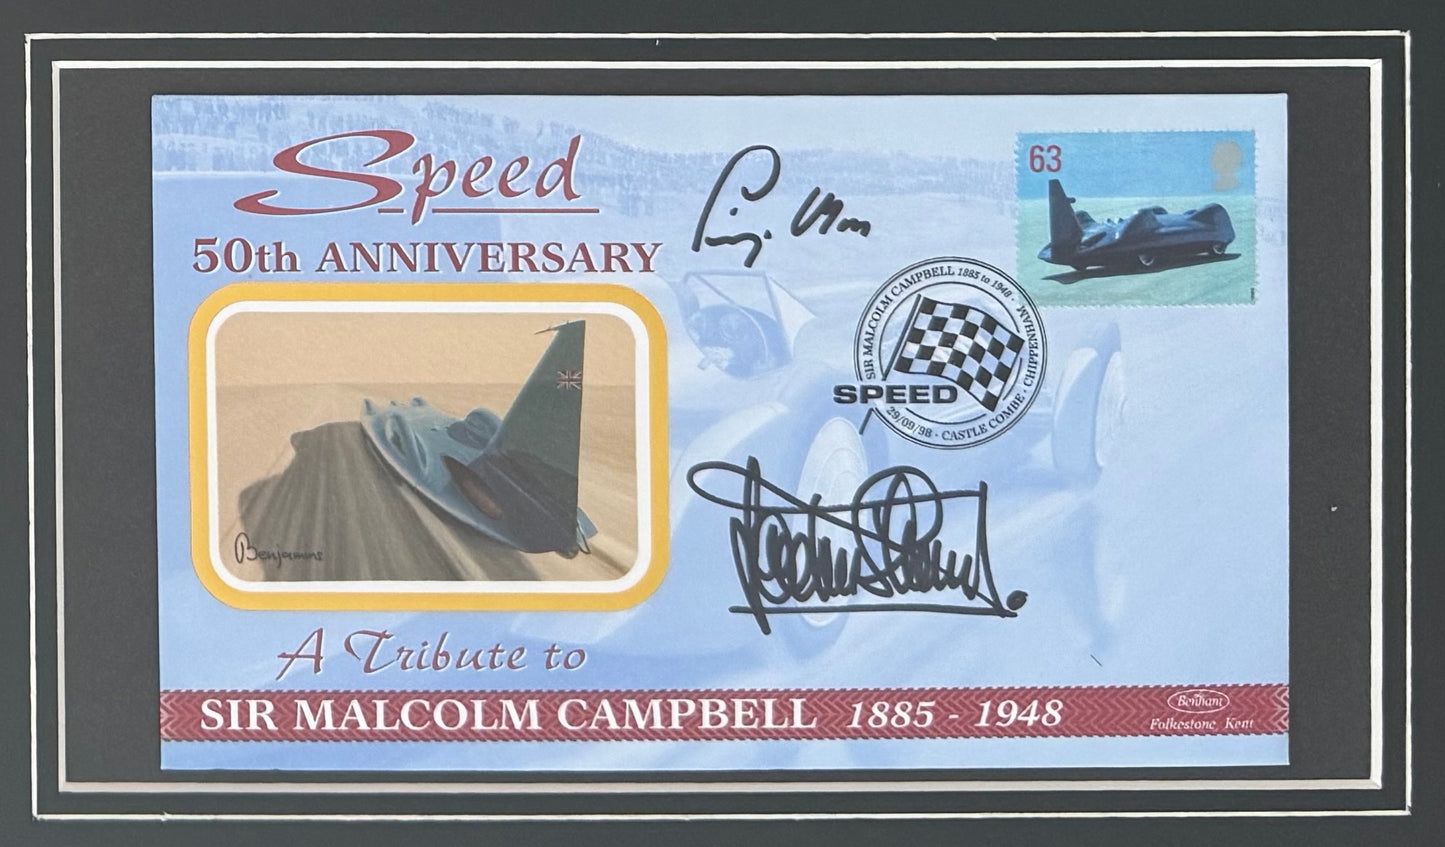 Speed
50th ANNIVERSARY
63
SIR MALCOLM CAMPBELL 1885 to 1948 · CHIPPENHAM
SPEED
29/09/98 · CASTLE COMBE ·
Benjamins
A Tribute to
SIR MALCOLM CAMPBELL 1885 - 1948
Benham
Folkestone, Kent